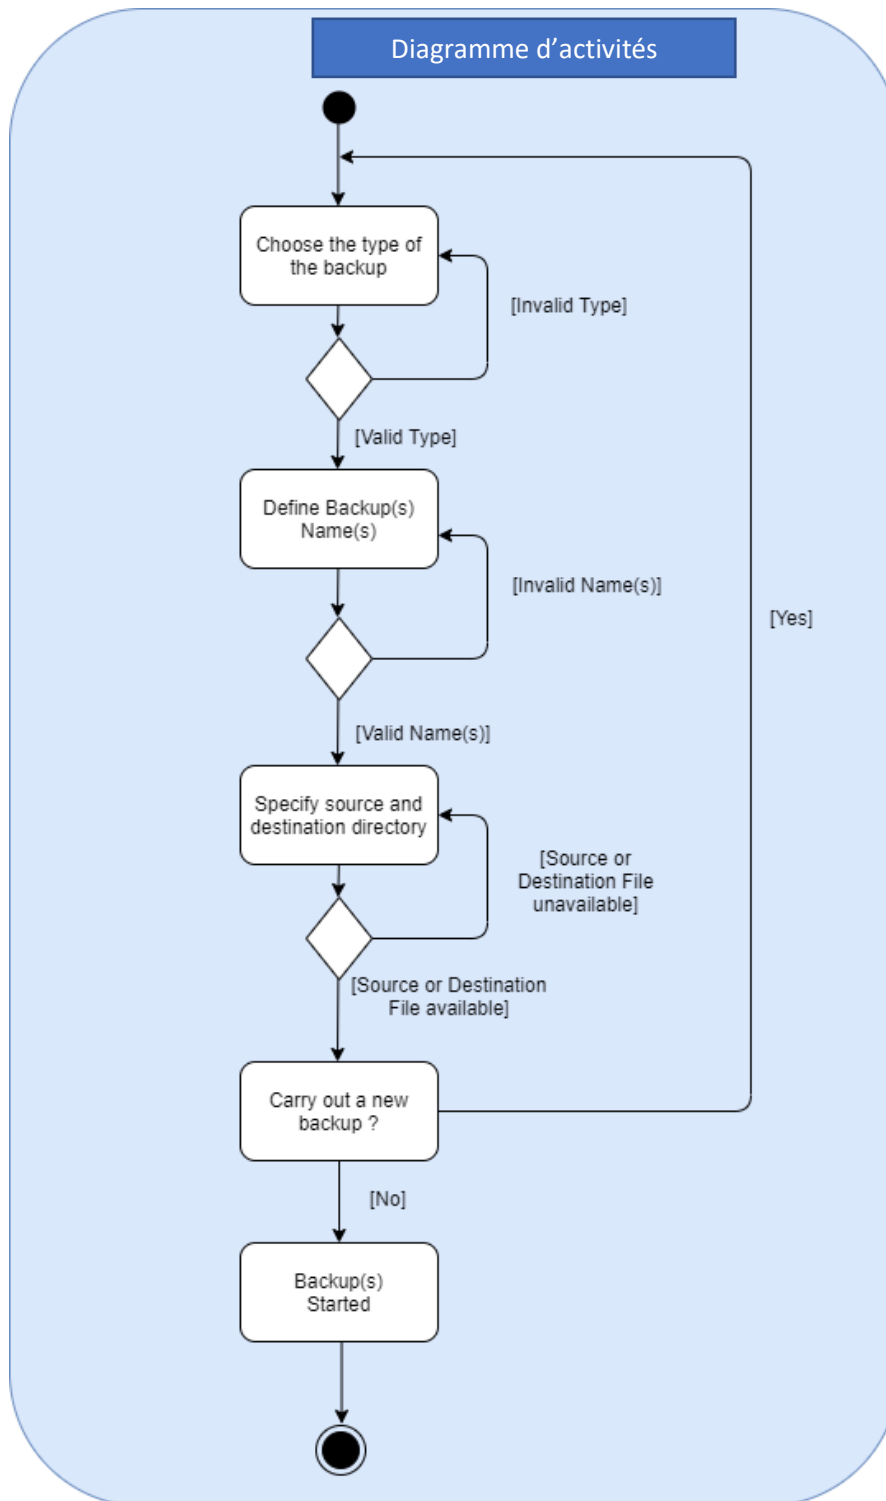 Diagramme d’activités
Choose the type of
the backup
[Invalid Type]
[Valid Type]
Define Backup(s)
Name(s)
[Invalid Name(s)]
[Yes]
[Valid Name(s)]
Specify source and
destination directory
[Source or
Destination File
unavailable]
[Source or Destination
File available]
Carry out a new
backup ?
[No]
Backup(s)
Started